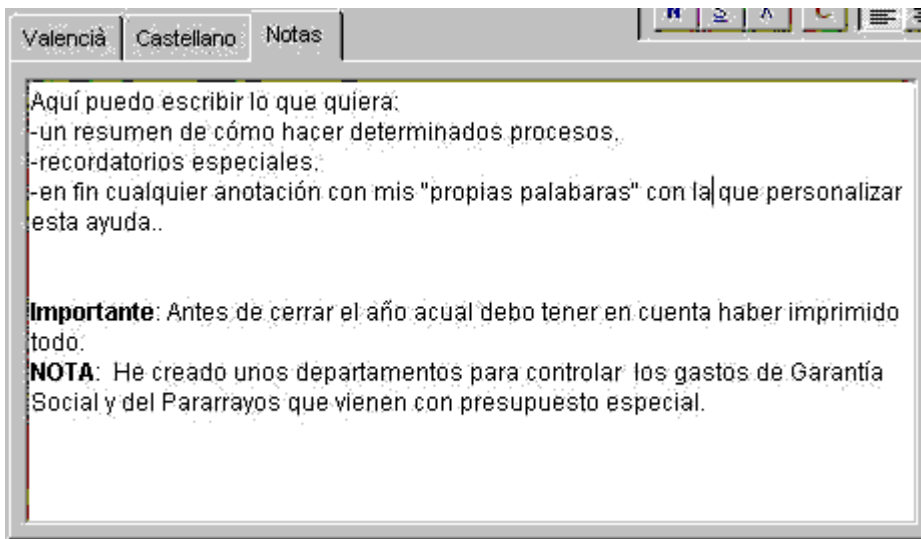 Valencià Castellano Notas
Aquí puedo escribir lo que quiera:
-un resumen de cómo hacer determinados procesos,
-recordatorios especiales,
-en fin cualquier anotación con mis "propias palabaras" con la que personalizar
esta ayuda..
Importante: Antes de cerrar el año acual debo tener en cuenta haber imprimido
todo.
NOTA:  He creado unos departamentos para controlar  los gastos de Garantía
Social y del Pararrayos que vienen con presupuesto especial.